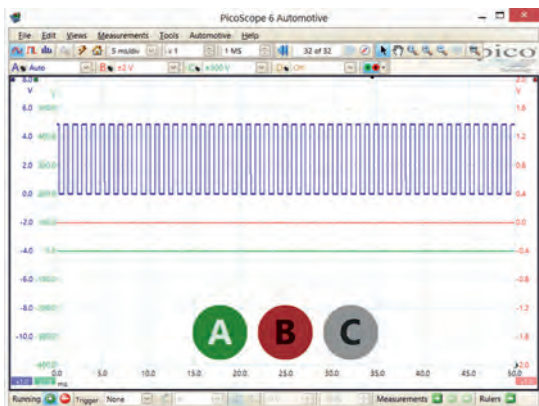 PicoScope 6 Automotive
File Edit Views Measurements Tools Automotive Help
5 ms/div x 1 1 MS 32 of 32 pico
A Auto B ±2 V C D Off
8.0 2.0
V V
6.0 1.6
4.0 1.2
2.0 0.8
0.0 0.4
-2.0 0.0
-4.0 -0.4
-6.0 -0.8
-8.0 -1.2
-10.0 -1.6
A B C
-2.0
0.0 5.0 10.0 15.0 20.0 25.0 30.0 35.0 40.0 45.0 50.0
ms
Running Trigger None Measurements Rulers